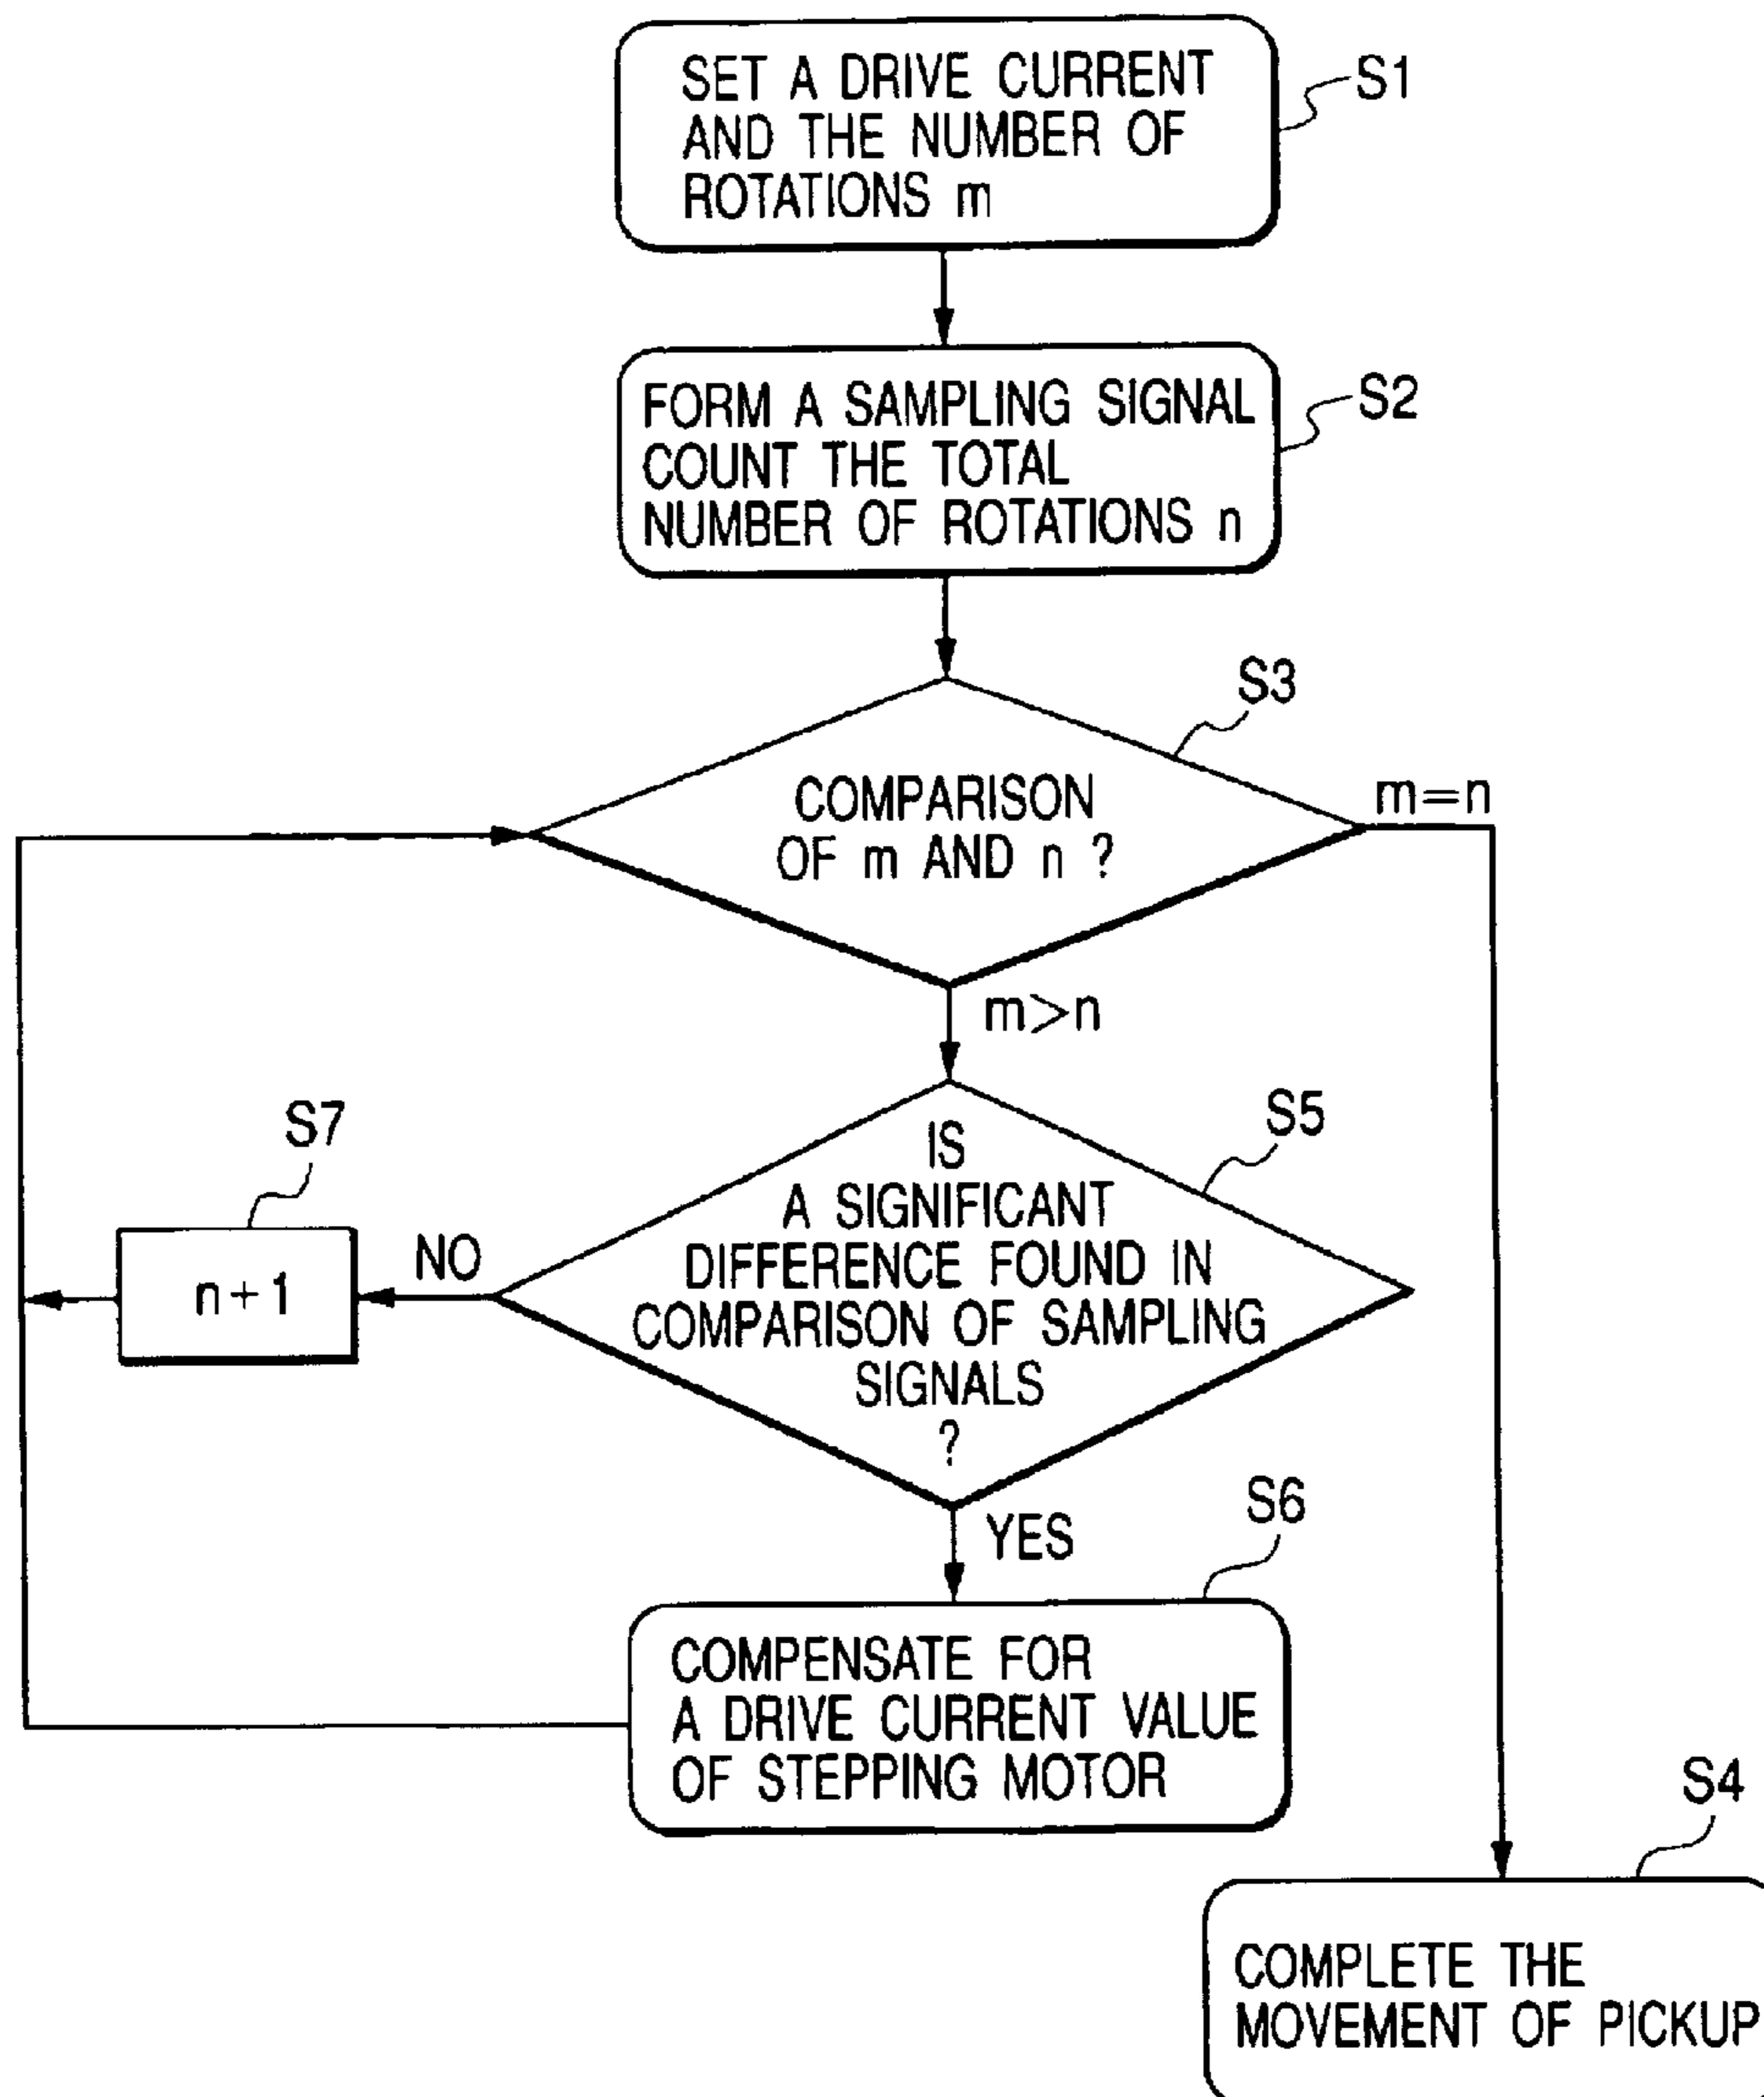 SET A DRIVE CURRENT
AND THE NUMBER OF
ROTATIONS m
S1
FORM A SAMPLING SIGNAL
COUNT THE TOTAL
NUMBER OF ROTATIONS n
S2
S3
COMPARISON
OF m AND n ?
m=n
m>n
S5
IS
A SIGNIFICANT
DIFFERENCE FOUND IN
COMPARISON OF SAMPLING
SIGNALS
?
S7
NO
n+1
YES
S6
COMPENSATE FOR
A DRIVE CURRENT VALUE
OF STEPPING MOTOR
S4
COMPLETE THE
MOVEMENT OF PICKUP